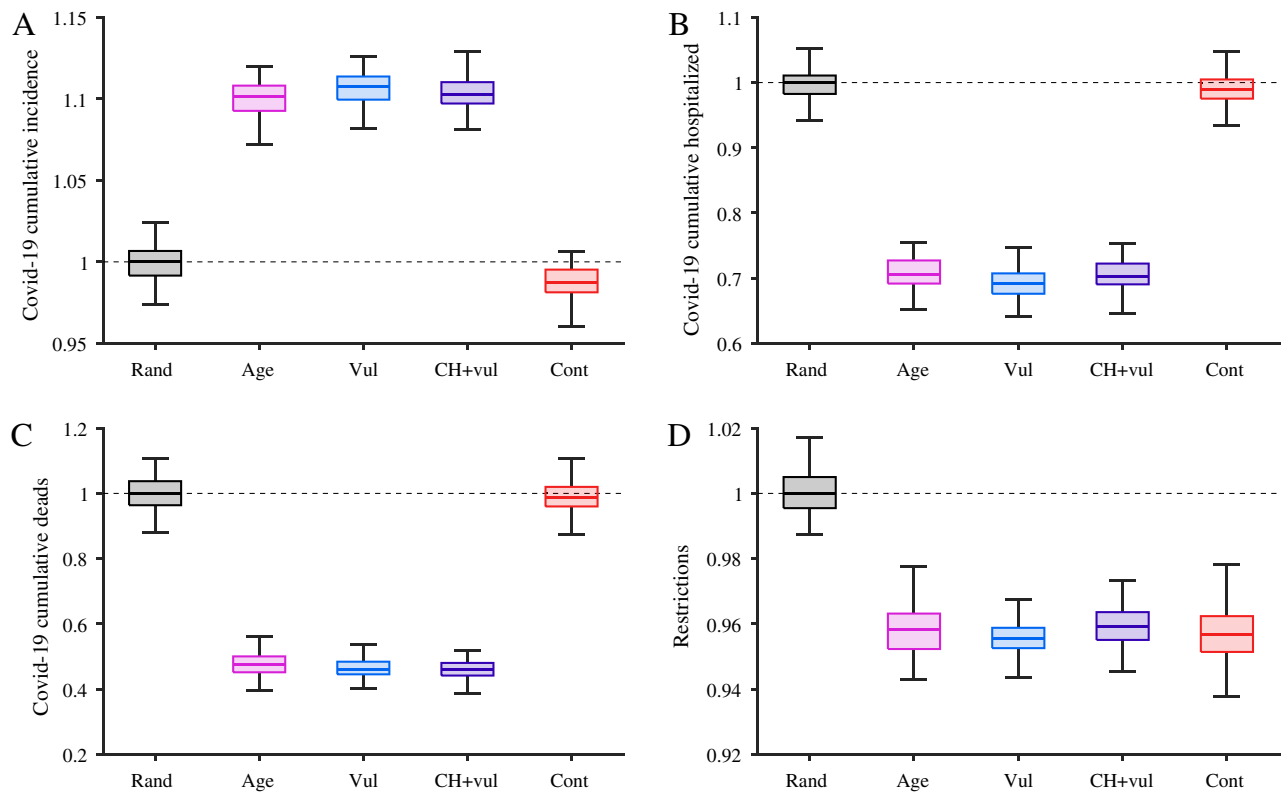 A
Covid-19 cumulative incidence
1.15
1.1
1.05
1
0.95
Rand Age Vul CH+vul Cont
B
Covid-19 cumulative hospitalized
1.1
1
0.9
0.8
0.7
0.6
Rand Age Vul CH+vul Cont
C
Covid-19 cumulative deads
1.2
1
0.8
0.6
0.4
0.2
Rand Age Vul CH+vul Cont
D
Restrictions
1.02
1
0.98
0.96
0.94
0.92
Rand Age Vul CH+vul Cont